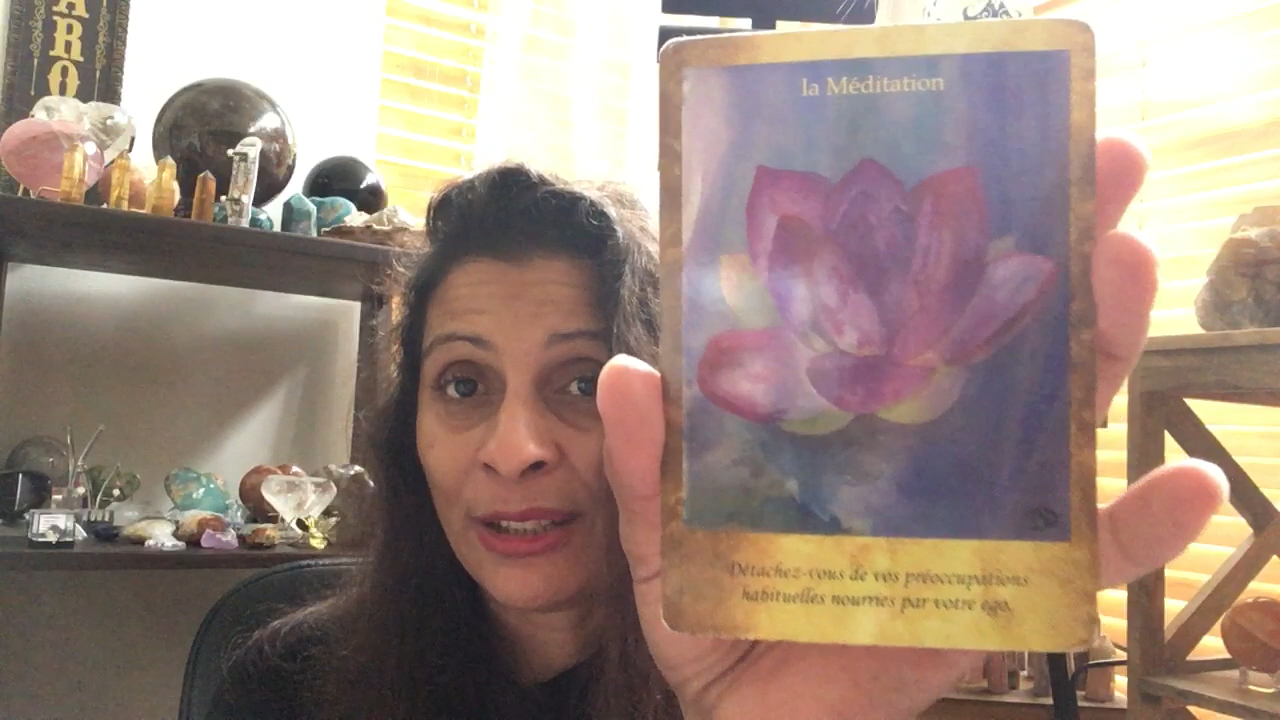 ARO
la Méditation
Détachez-vous de vos préoccupations
habituelles nourries par votre ego.